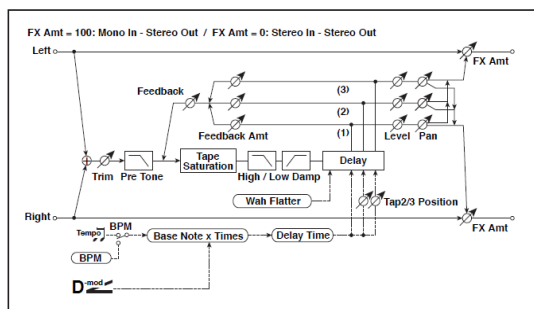 FX Amt = 100: Mono In - Stereo Out / FX Amt = 0: Stereo In - Stereo Out
Left
FX Amt
Feedback
(3)
(2)
(1)
Feedback Amt
Level
Pan
Trim
Pre Tone
Tape
Saturation
High / Low Damp
Delay
Wah Flatter
Tap2/3 Position
Right
FX Amt
Tempo
BPM
BPM
Base Note x Times
Delay Time
D-mod